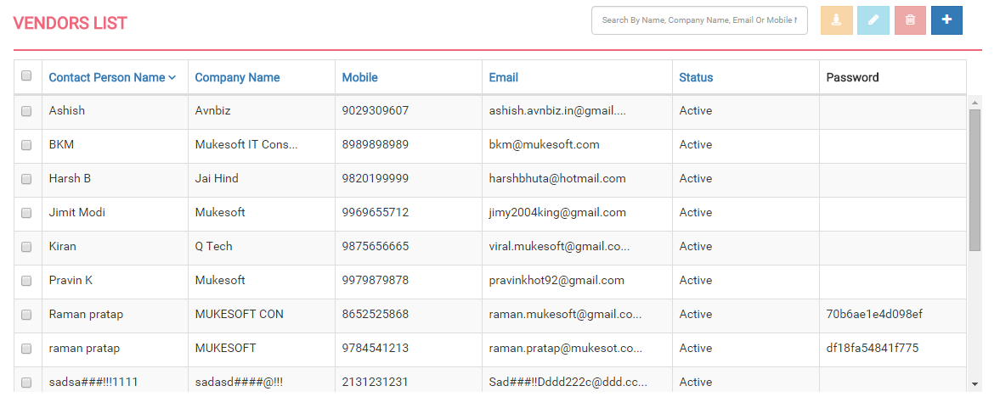 VENDORS LIST
Search By Name, Company Name, Email Or Mobile
Contact Person Name Company Name Mobile Email Status Password
Ashish Avnbiz 9029309607 ashish.avnbiz.in@gmail.... Active
BKM Mukesoft IT Cons... 8989898989 bkm@mukesoft.com Active
Harsh B Jai Hind 9820199999 harshbhuta@hotmail.com Active
Jimit Modi Mukesoft 9969655712 jimy2004king@gmail.com Active
Kiran Q Tech 9875656665 viral.mukesoft@gmail.co... Active
Pravin K Mukesoft 9979879878 pravinkhot92@gmail.com Active
Raman pratap MUKESOFT CON 8652525868 raman.mukesoft@gmail.co... Active 70b6ae1e4d098ef
raman pratap MUKESOFT 9784541213 raman.pratap@mukesot.co... Active df18fa54841f775
sadsa###!!!1111 sadasd####@!!! 2131231231 Sad###!!Dddd222c@ddd.cc... Active